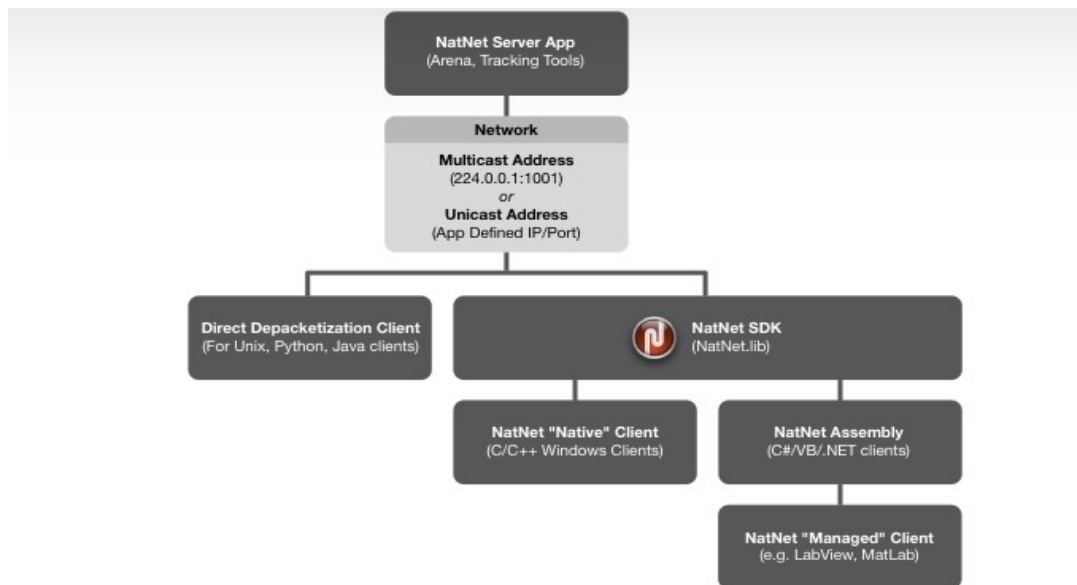 NatNet Server App
(Arena, Tracking Tools)
Network
Multicast Address
(224.0.0.1:1001)
or
Unicast Address
(App Defined IP/Port)
Direct Depacketization Client
(For Unix, Python, Java clients)
NatNet SDK
(NatNet.lib)
NatNet "Native" Client
(C/C++ Windows Clients)
NatNet Assembly
(C#/VB/.NET clients)
NatNet "Managed" Client
(e.g. LabView, MatLab)